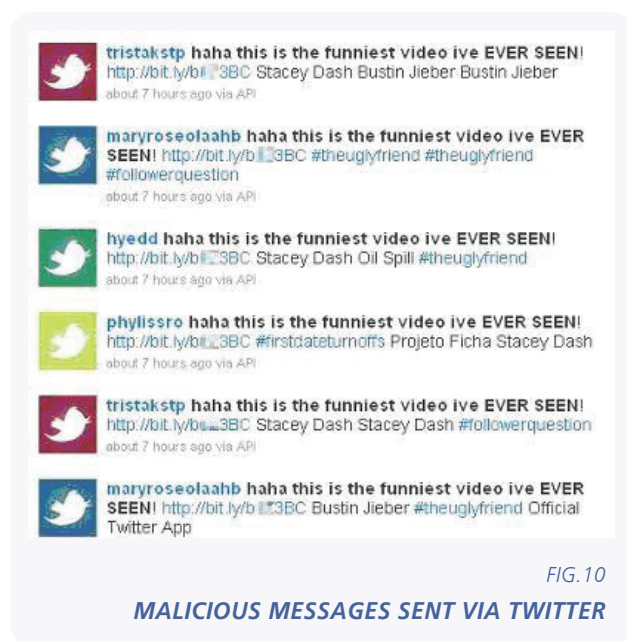 tristakstp haha this is the funniest video ive EVER SEEN!
Stacey Dash Bustin Jieber Bustin Jieber
about 7 hours ago via API
maryroseolaahb haha this is the funniest video ive EVER
SEEN! #theuglyfriend #theuglyfriend
#followerquestion
about 7 hours ago via API
hyedd haha this is the funniest video ive EVER SEEN!
Stacey Dash Oil Spill #theuglyfriend
about 7 hours ago via API
phylissro haha this is the funniest video ive EVER SEEN!
#firstdateturnoffs Projeto Ficha Stacey Dash
about 7 hours ago via API
tristakstp haha this is the funniest video ive EVER SEEN!
Stacey Dash Stacey Dash #followerquestion
about 7 hours ago via API
maryroseolaahb haha this is the funniest video ive EVER
SEEN! Bustin Jieber #theuglyfriend Official
Twitter App
FIG.10
MALICIOUS MESSAGES SENT VIA TWITTER